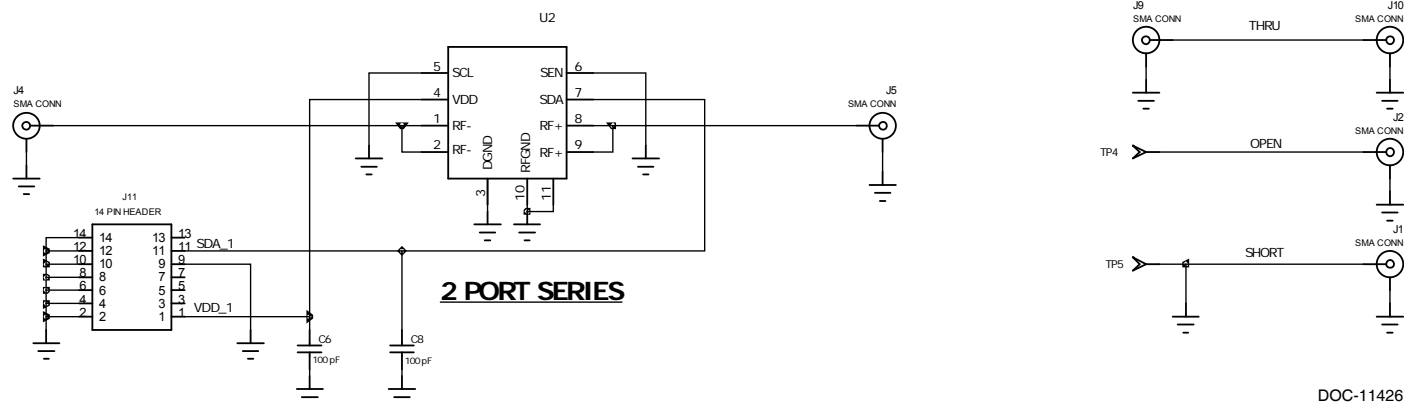 U2
J4
SMA CONN
5 SCL
4 VDD
1 RF-
2 RF-
SEN 6
SDA 7
RF+ 8
RF+ 9
DGND
RFGND
3
10
11
J5
SMA CONN
J11
14 PIN HEADER
14 14 13 13
12 12 11 11 SDA_1
10 10 9 9
8 8 7 7
6 6 5 5
4 4 3 3
2 2 1 1 VDD_1
2 PORT SERIES
C6
100pF
C8
100pF
J9
SMA CONN
THRU
J10
SMA CONN
J2
SMA CONN
TP4
OPEN
J1
SMA CONN
TP5
SHORT
DOC-11426